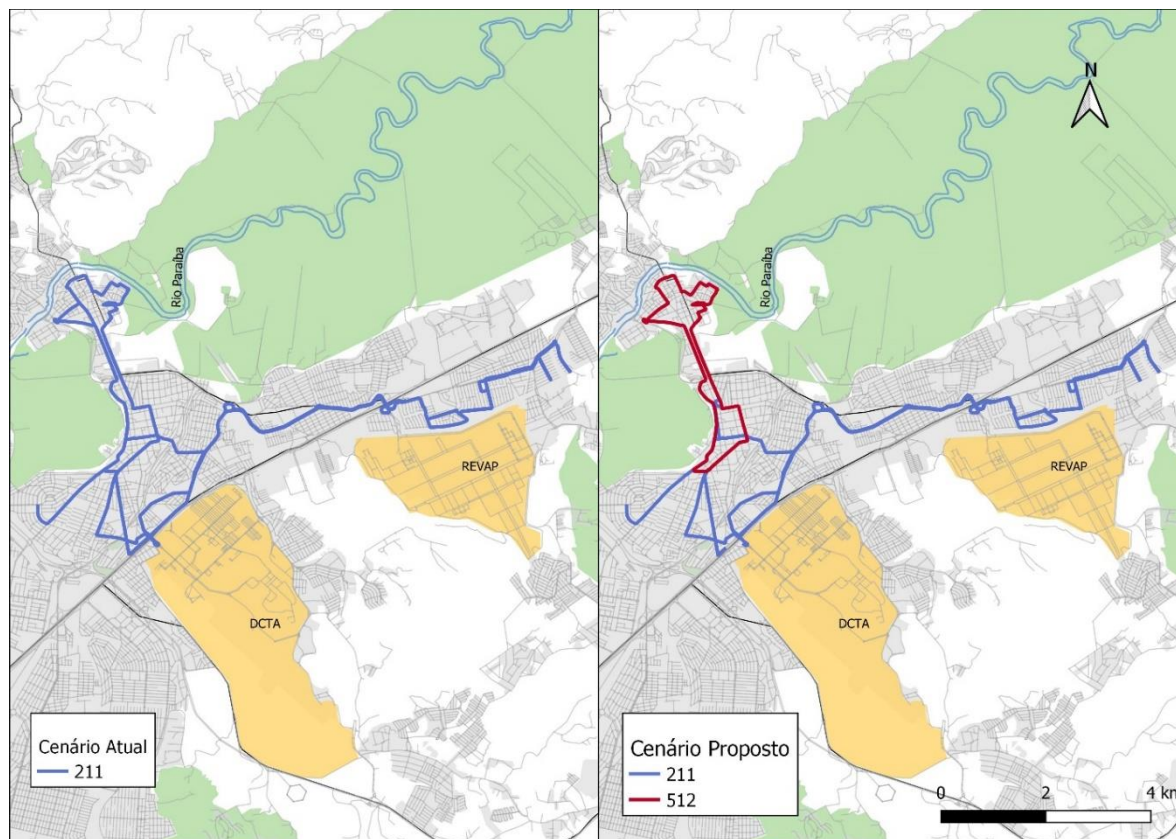 Rio Paraíba
REVAP
DCTA
Cenário Atual
211
N
Rio Paraíba
REVAP
DCTA
Cenário Proposto
211
512
0 2 4 km